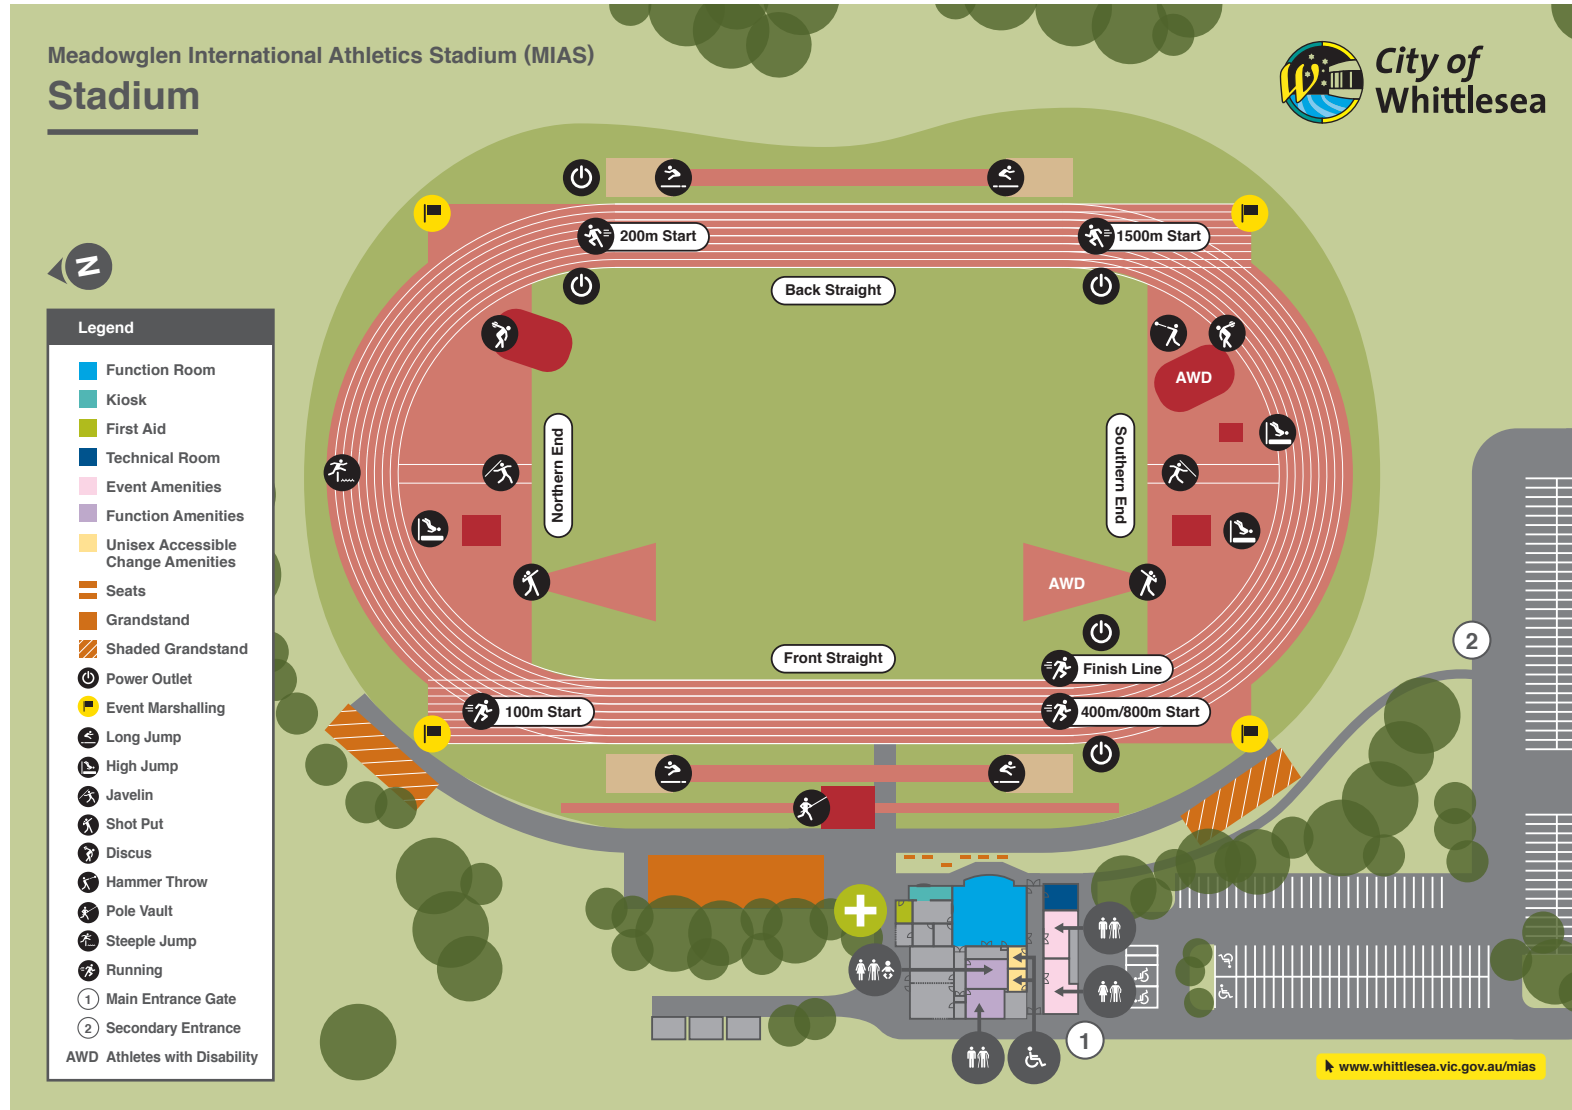 Meadowglen International Athletics Stadium (MIAS)
Stadium
City of
Whittlesea
N
Legend
Function Room
Kiosk
First Aid
Technical Room
Event Amenities
Function Amenities
Unisex Accessible
Change Amenities
Seats
Grandstand
Shaded Grandstand
Power Outlet
Event Marshalling
Long Jump
High Jump
Javelin
Shot Put
Discus
Hammer Throw
Pole Vault
Steeple Jump
Running
1 Main Entrance Gate
2 Secondary Entrance
AWD Athletes with Disability
200m Start
1500m Start
Back Straight
AWD
Northern End
Southern End
AWD
Front Straight
Finish Line
100m Start
400m/800m Start
2
1
www.whittlesea.vic.gov.au/mias